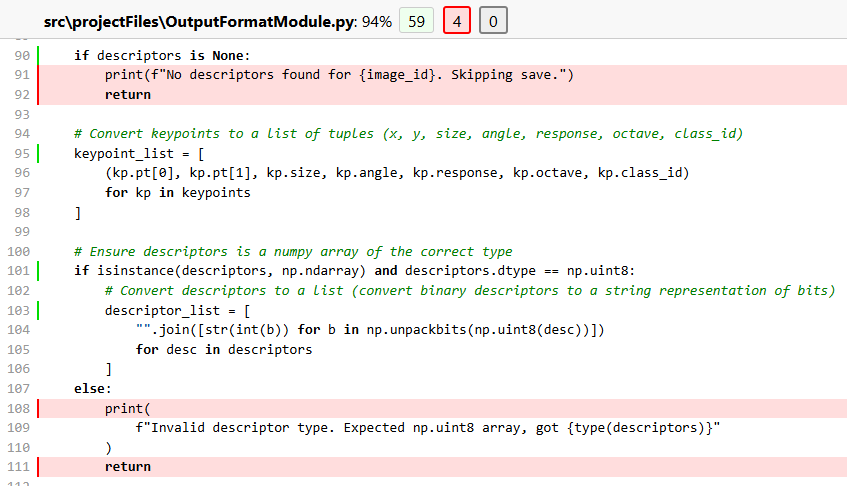 src\projectFiles\OutputFormatModule.py: 94% 59 4 0
90 if descriptors is None:
91 print(f"No descriptors found for {image_id}. Skipping save.")
92 return
93
94 # Convert keypoints to a list of tuples (x, y, size, angle, response, octave, class_id)
95 keypoint_list = [
96 (kp.pt[0], kp.pt[1], kp.size, kp.angle, kp.response, kp.octave, kp.class_id)
97 for kp in keypoints
98 ]
99
100 # Ensure descriptors is a numpy array of the correct type
101 if isinstance(descriptors, np.ndarray) and descriptors.dtype == np.uint8:
102 # Convert descriptors to a list (convert binary descriptors to a string representation of bits)
103 descriptor_list = [
104 "".join([str(int(b)) for b in np.unpackbits(np.uint8(desc))])
105 for desc in descriptors
106 ]
107 else:
108 print(
109 f"Invalid descriptor type. Expected np.uint8 array, got {type(descriptors)}"
110 )
111 return